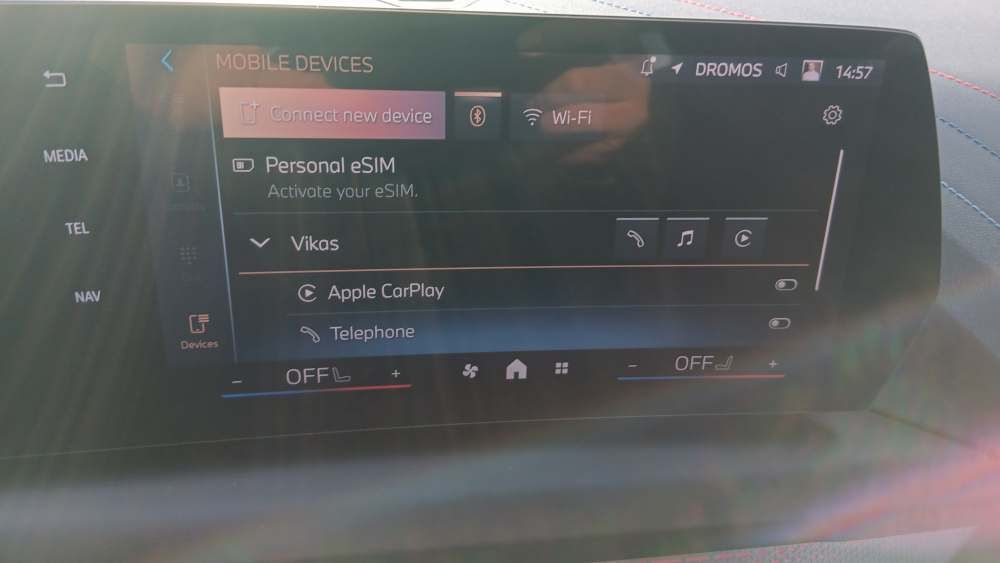 MOBILE DEVICES
DROMOS 14:57
MEDIA
TEL
NAV
Connect new device
Wi-Fi
Personal eSIM
Activate your eSIM.
Vikas
Apple CarPlay
Telephone
Devices
- OFF +
- OFF +